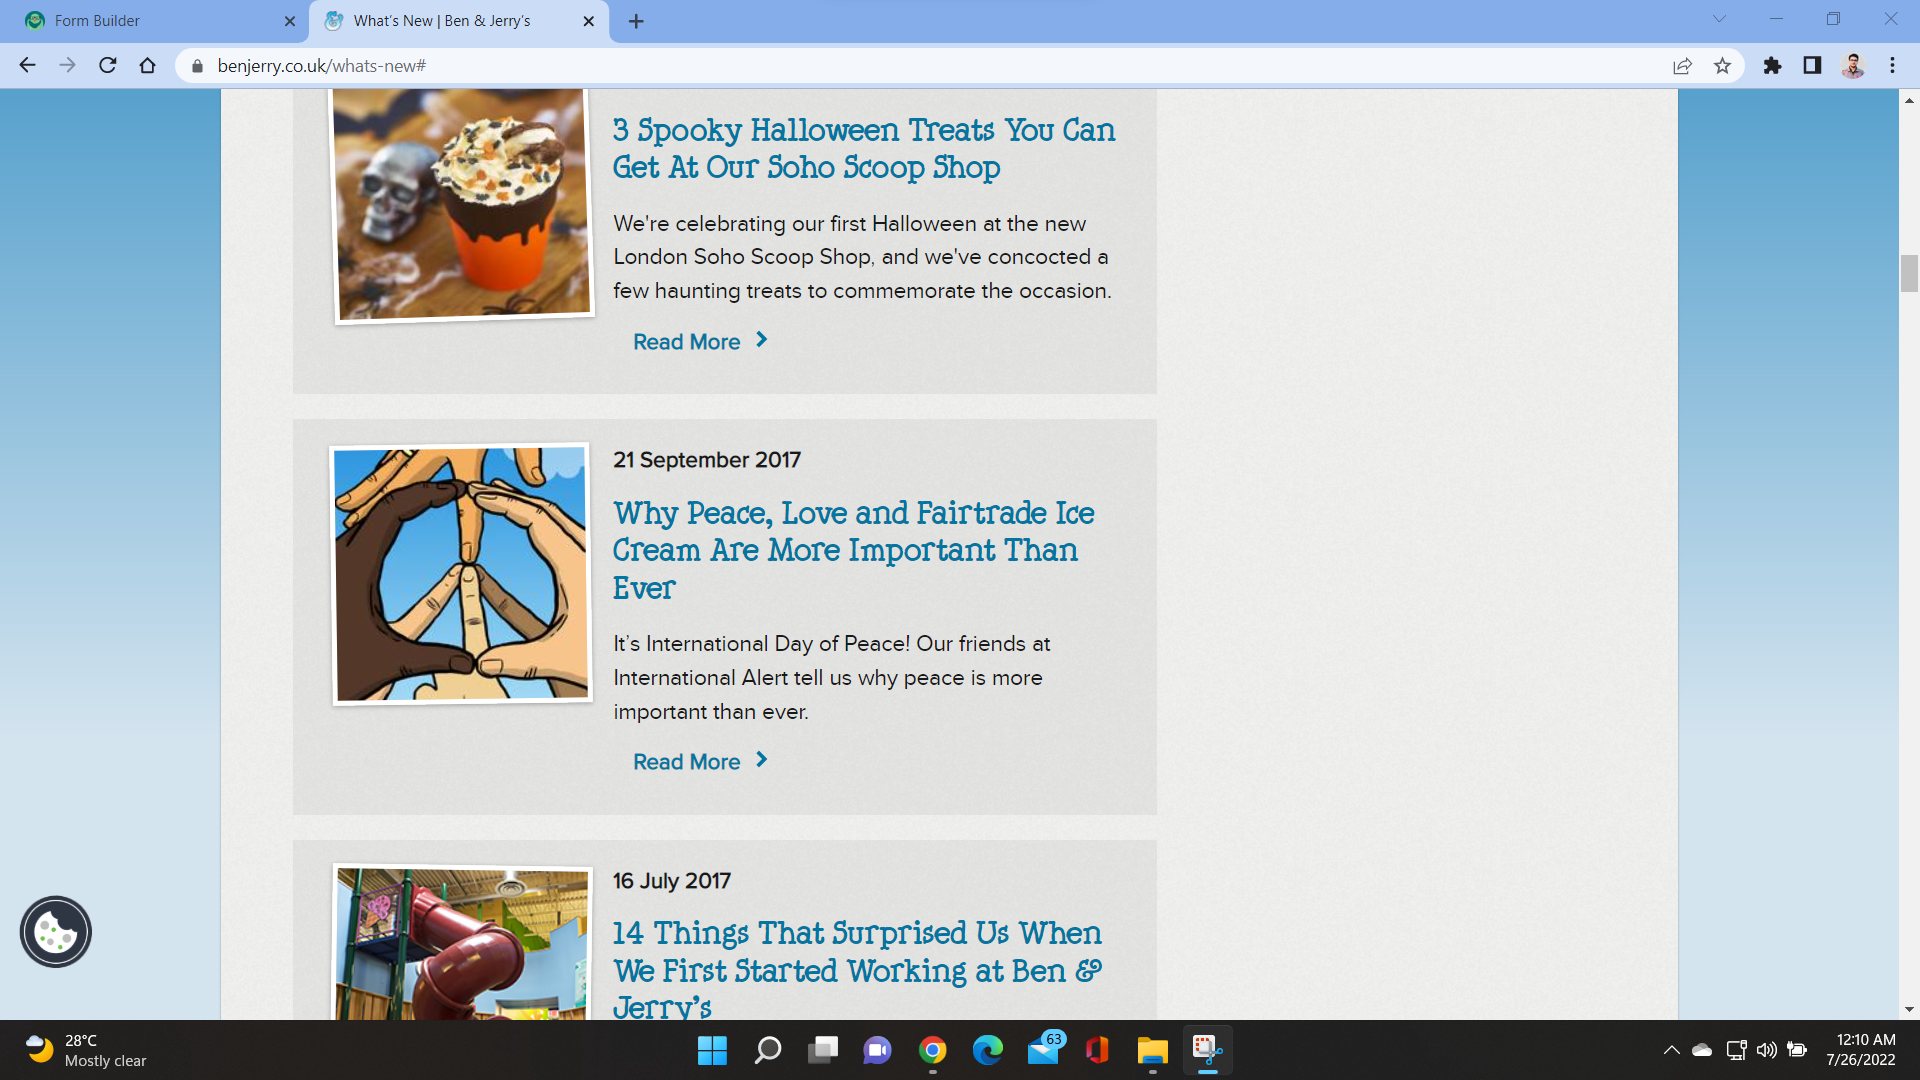 Form Builder
What's New | Ben & Jerry's
benjerry.co.uk/whats-new#
3 Spooky Halloween Treats You Can
Get At Our Soho Scoop Shop
We're celebrating our first Halloween at the new
London Soho Scoop Shop, and we've concocted a
few haunting treats to commemorate the occasion.
Read More
21 September 2017
Why Peace, Love and Fairtrade Ice
Cream Are More Important Than
Ever
It's International Day of Peace! Our friends at
International Alert tell us why peace is more
important than ever.
Read More
16 July 2017
14 Things That Surprised Us When
We First Started Working at Ben &
Jerry's
28°C
Mostly clear
63
12:10 AM
7/26/2022